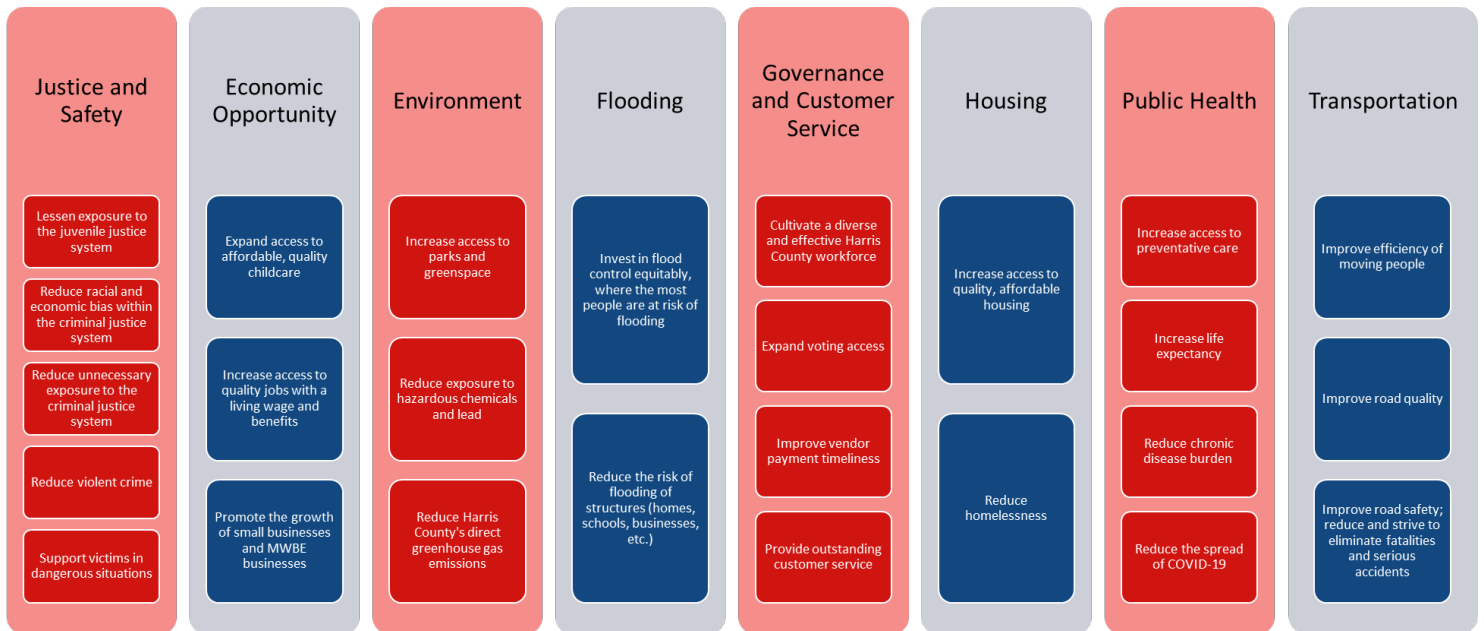 Justice and
Safety
Lessen exposure to
the juvenile justice
system
Reduce racial and
economic bias within
the criminal justice
system
Reduce unnecessary
exposure to the
criminal justice
system
Reduce violent crime
Support victims in
dangerous situations
Economic
Opportunity
Expand access to
affordable, quality
childcare
Increase access to
quality jobs with a
living wage and
benefits
Promote the growth
of small businesses
and MWBE
businesses
Environment
Increase access to
parks and
greenspace
Reduce exposure to
hazardous chemicals
and lead
Reduce Harris
County's direct
greenhouse gas
emissions
Flooding
Invest in flood
control equitably,
where the most
people are at risk of
flooding
Reduce the risk of
flooding of
structures (homes,
schools, businesses,
etc.)
Governance
and Customer
Service
Cultivate a diverse
and effective Harris
County workforce
Expand voting access
Improve vendor
payment timeliness
Provide outstanding
customer service
Housing
Increase access to
quality, affordable
housing
Reduce
homelessness
Public Health
Increase access to
preventative care
Increase life
expectancy
Reduce chronic
disease burden
Reduce the spread
of COVID-19
Transportation
Improve efficiency of
moving people
Improve road quality
Improve road safety;
reduce and strive to
eliminate fatalities
and serious
accidents